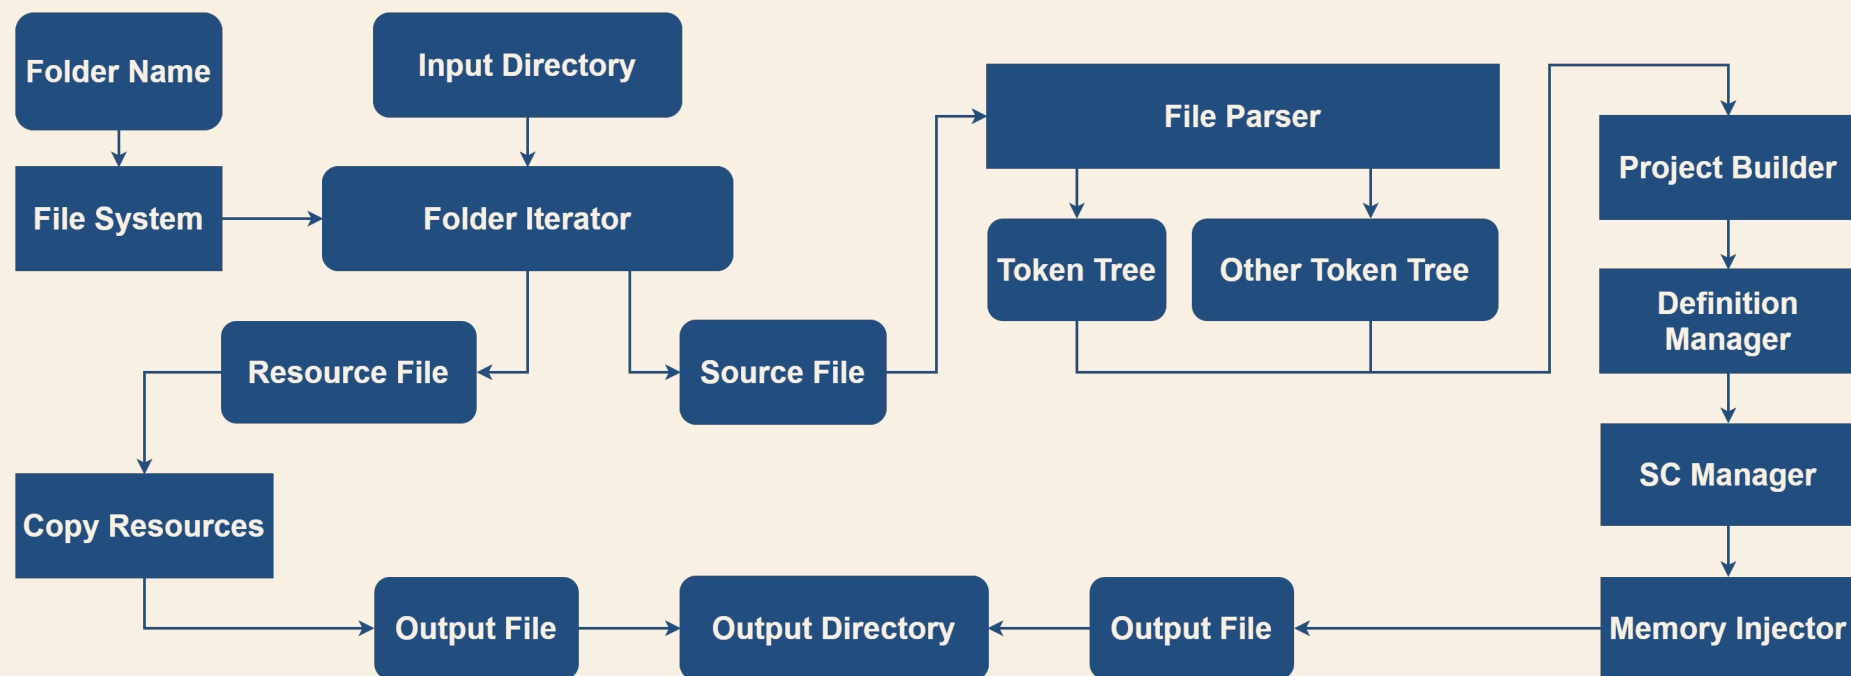 Folder Name
Input Directory
File Parser
Project Builder
File System
Folder Iterator
Token Tree
Other Token Tree
Definition
Manager
Resource File
Source File
SC Manager
Copy Resources
Output File
Output Directory
Output File
Memory Injector